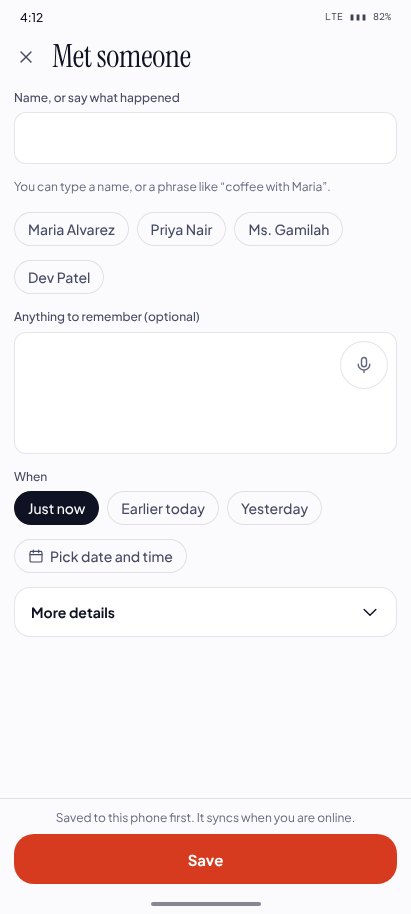 4:12
LTE 82%
Met someone
Name, or say what happened
You can type a name, or a phrase like “coffee with Maria”.
Maria Alvarez Priya Nair Ms. Gamilah
Dev Patel
Anything to remember (optional)
When
Just now Earlier today Yesterday
Pick date and time
More details
Saved to this phone first. It syncs when you are online.
Save